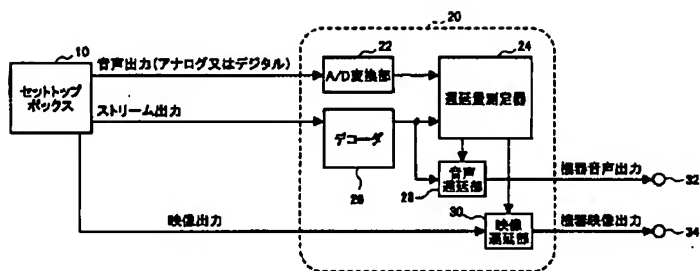 20
10
セットトップ
ボックス
音声出力(アナログ又はデジタル)
22
A/D変換部
24
遅延量測定器
ストリーム出力
デコーダ
26
音声
遅延部
28
機器音声出力
32
映像出力
30
映像
遅延部
機器映像出力
34